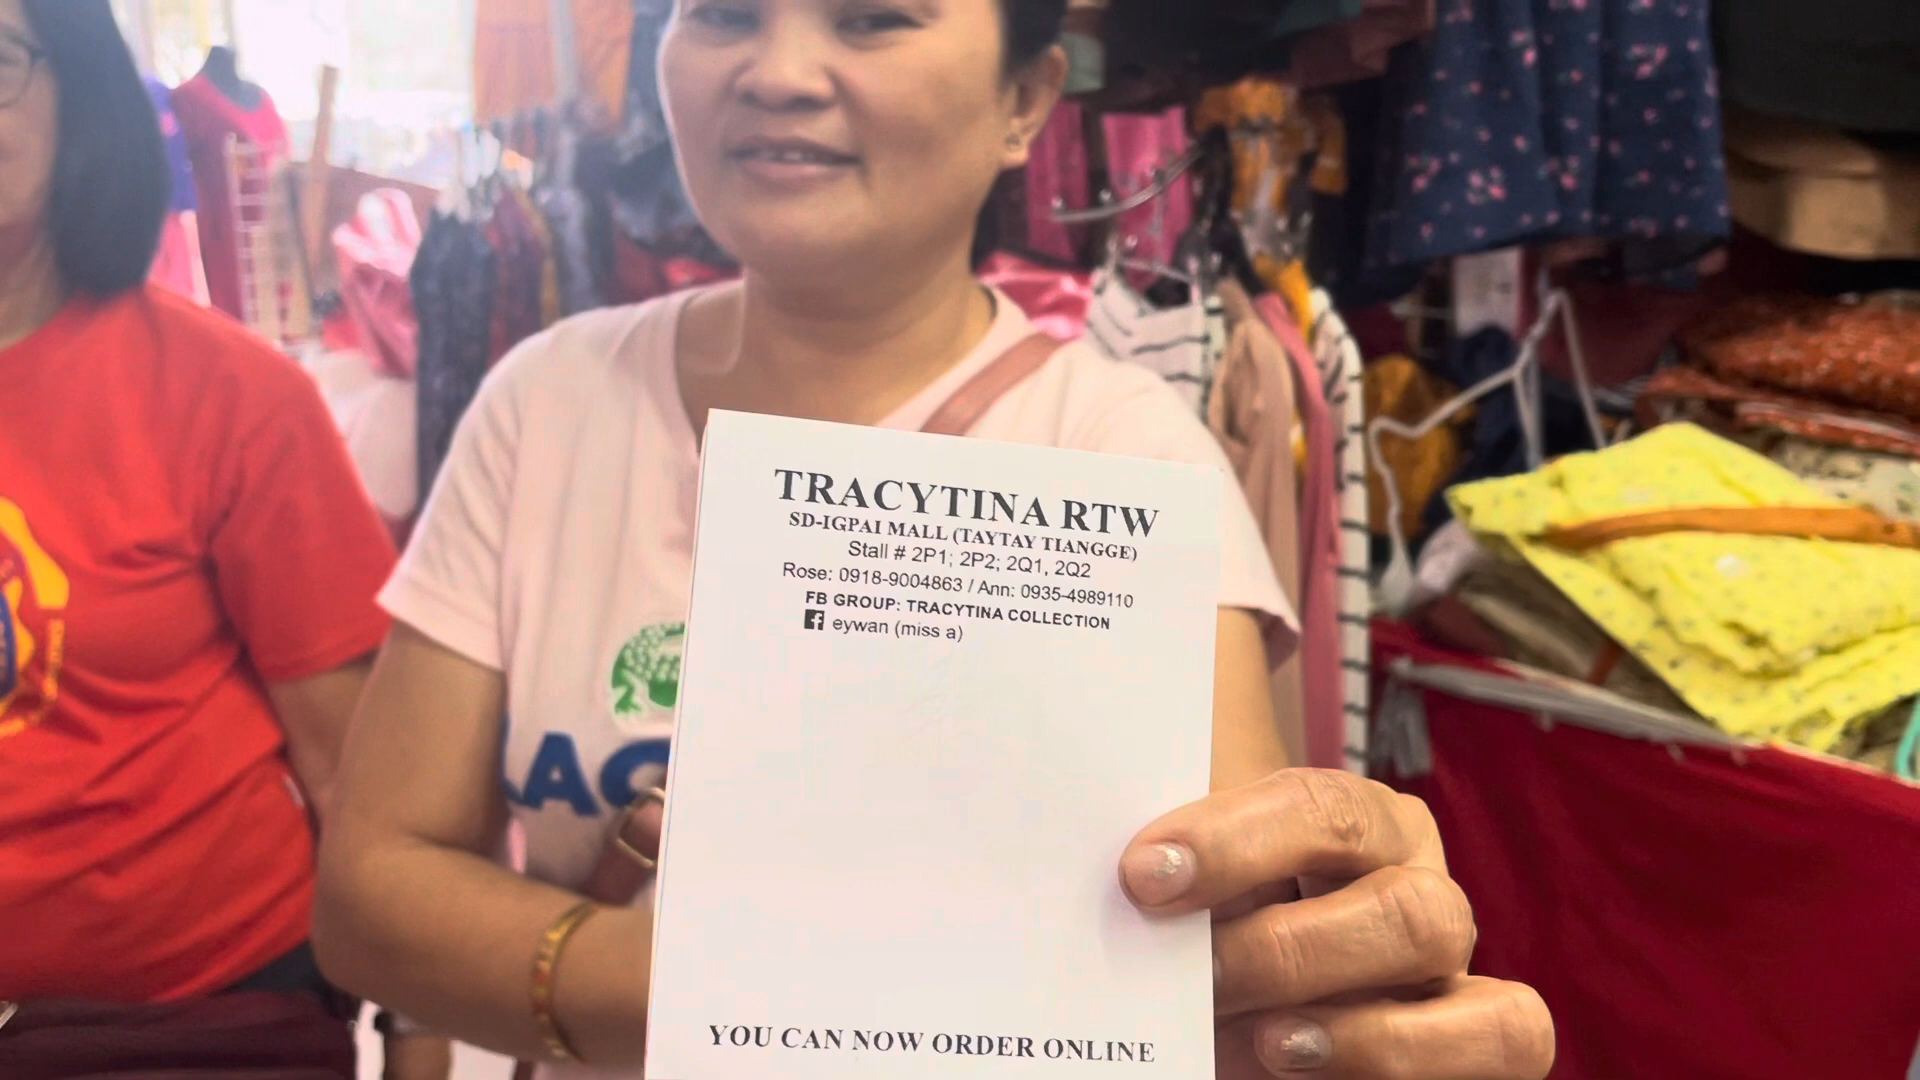 TRACYTINA RTW
SD-IGPAI MALL (TAYTAY TIANGGE)
Stall # 2P1; 2P2; 2Q1, 2Q2
Rose: 0918-9004863 / Ann: 0935-4989110
FB GROUP: TRACYTINA COLLECTION
f eywan (miss a)
YOU CAN NOW ORDER ONLINE
LAC